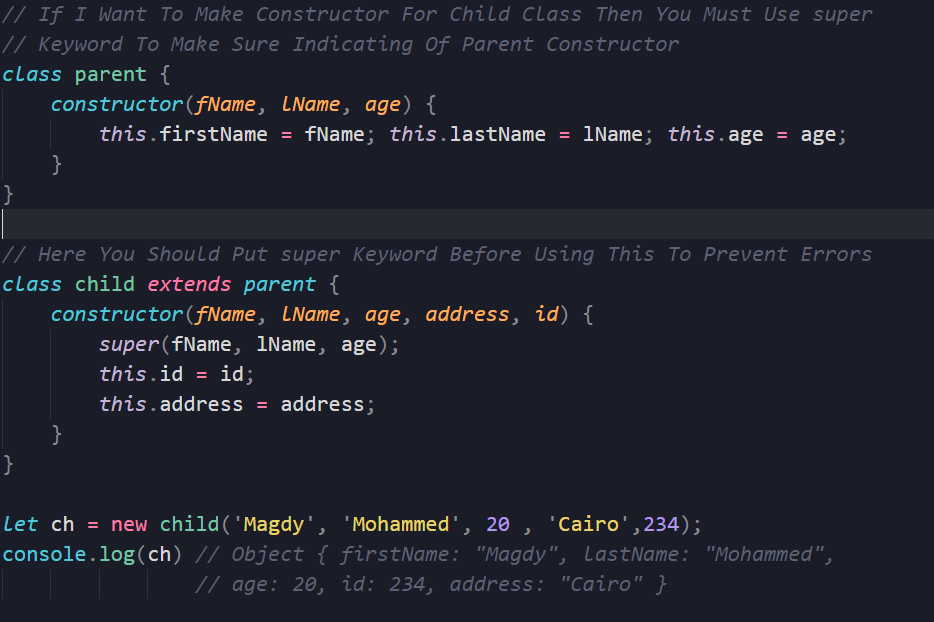 // If I Want To Make Constructor For Child Class Then You Must Use super
// Keyword To Make Sure Indicating Of Parent Constructor
class parent {
    constructor(fName, lName, age) {
        this.firstName = fName; this.lastName = lName; this.age = age;
    }
}
// Here You Should Put super Keyword Before Using This To Prevent Errors
class child extends parent {
    constructor(fName, lName, age, address, id) {
        super(fName, lName, age);
        this.id = id;
        this.address = address;
    }
}
let ch = new child('Magdy', 'Mohammed', 20 , 'Cairo',234);
console.log(ch) // Object { firstName: "Magdy", lastName: "Mohammed",
                // age: 20, id: 234, address: "Cairo" }